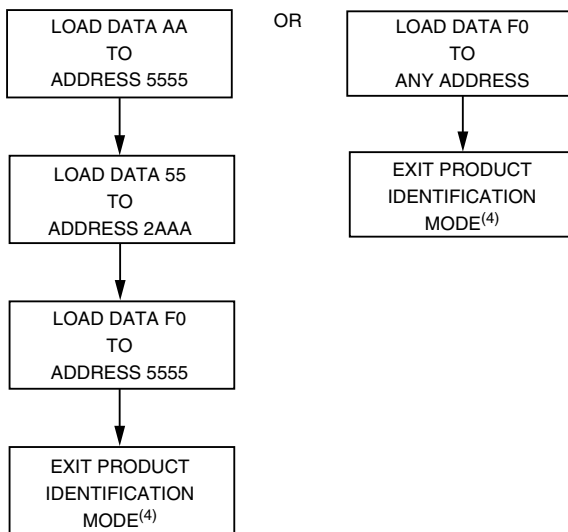 LOAD DATA AA
TO
ADDRESS 5555
OR
LOAD DATA F0
TO
ANY ADDRESS
LOAD DATA 55
TO
ADDRESS 2AAA
EXIT PRODUCT
IDENTIFICATION
MODE(4)
LOAD DATA F0
TO
ADDRESS 5555
EXIT PRODUCT
IDENTIFICATION
MODE(4)